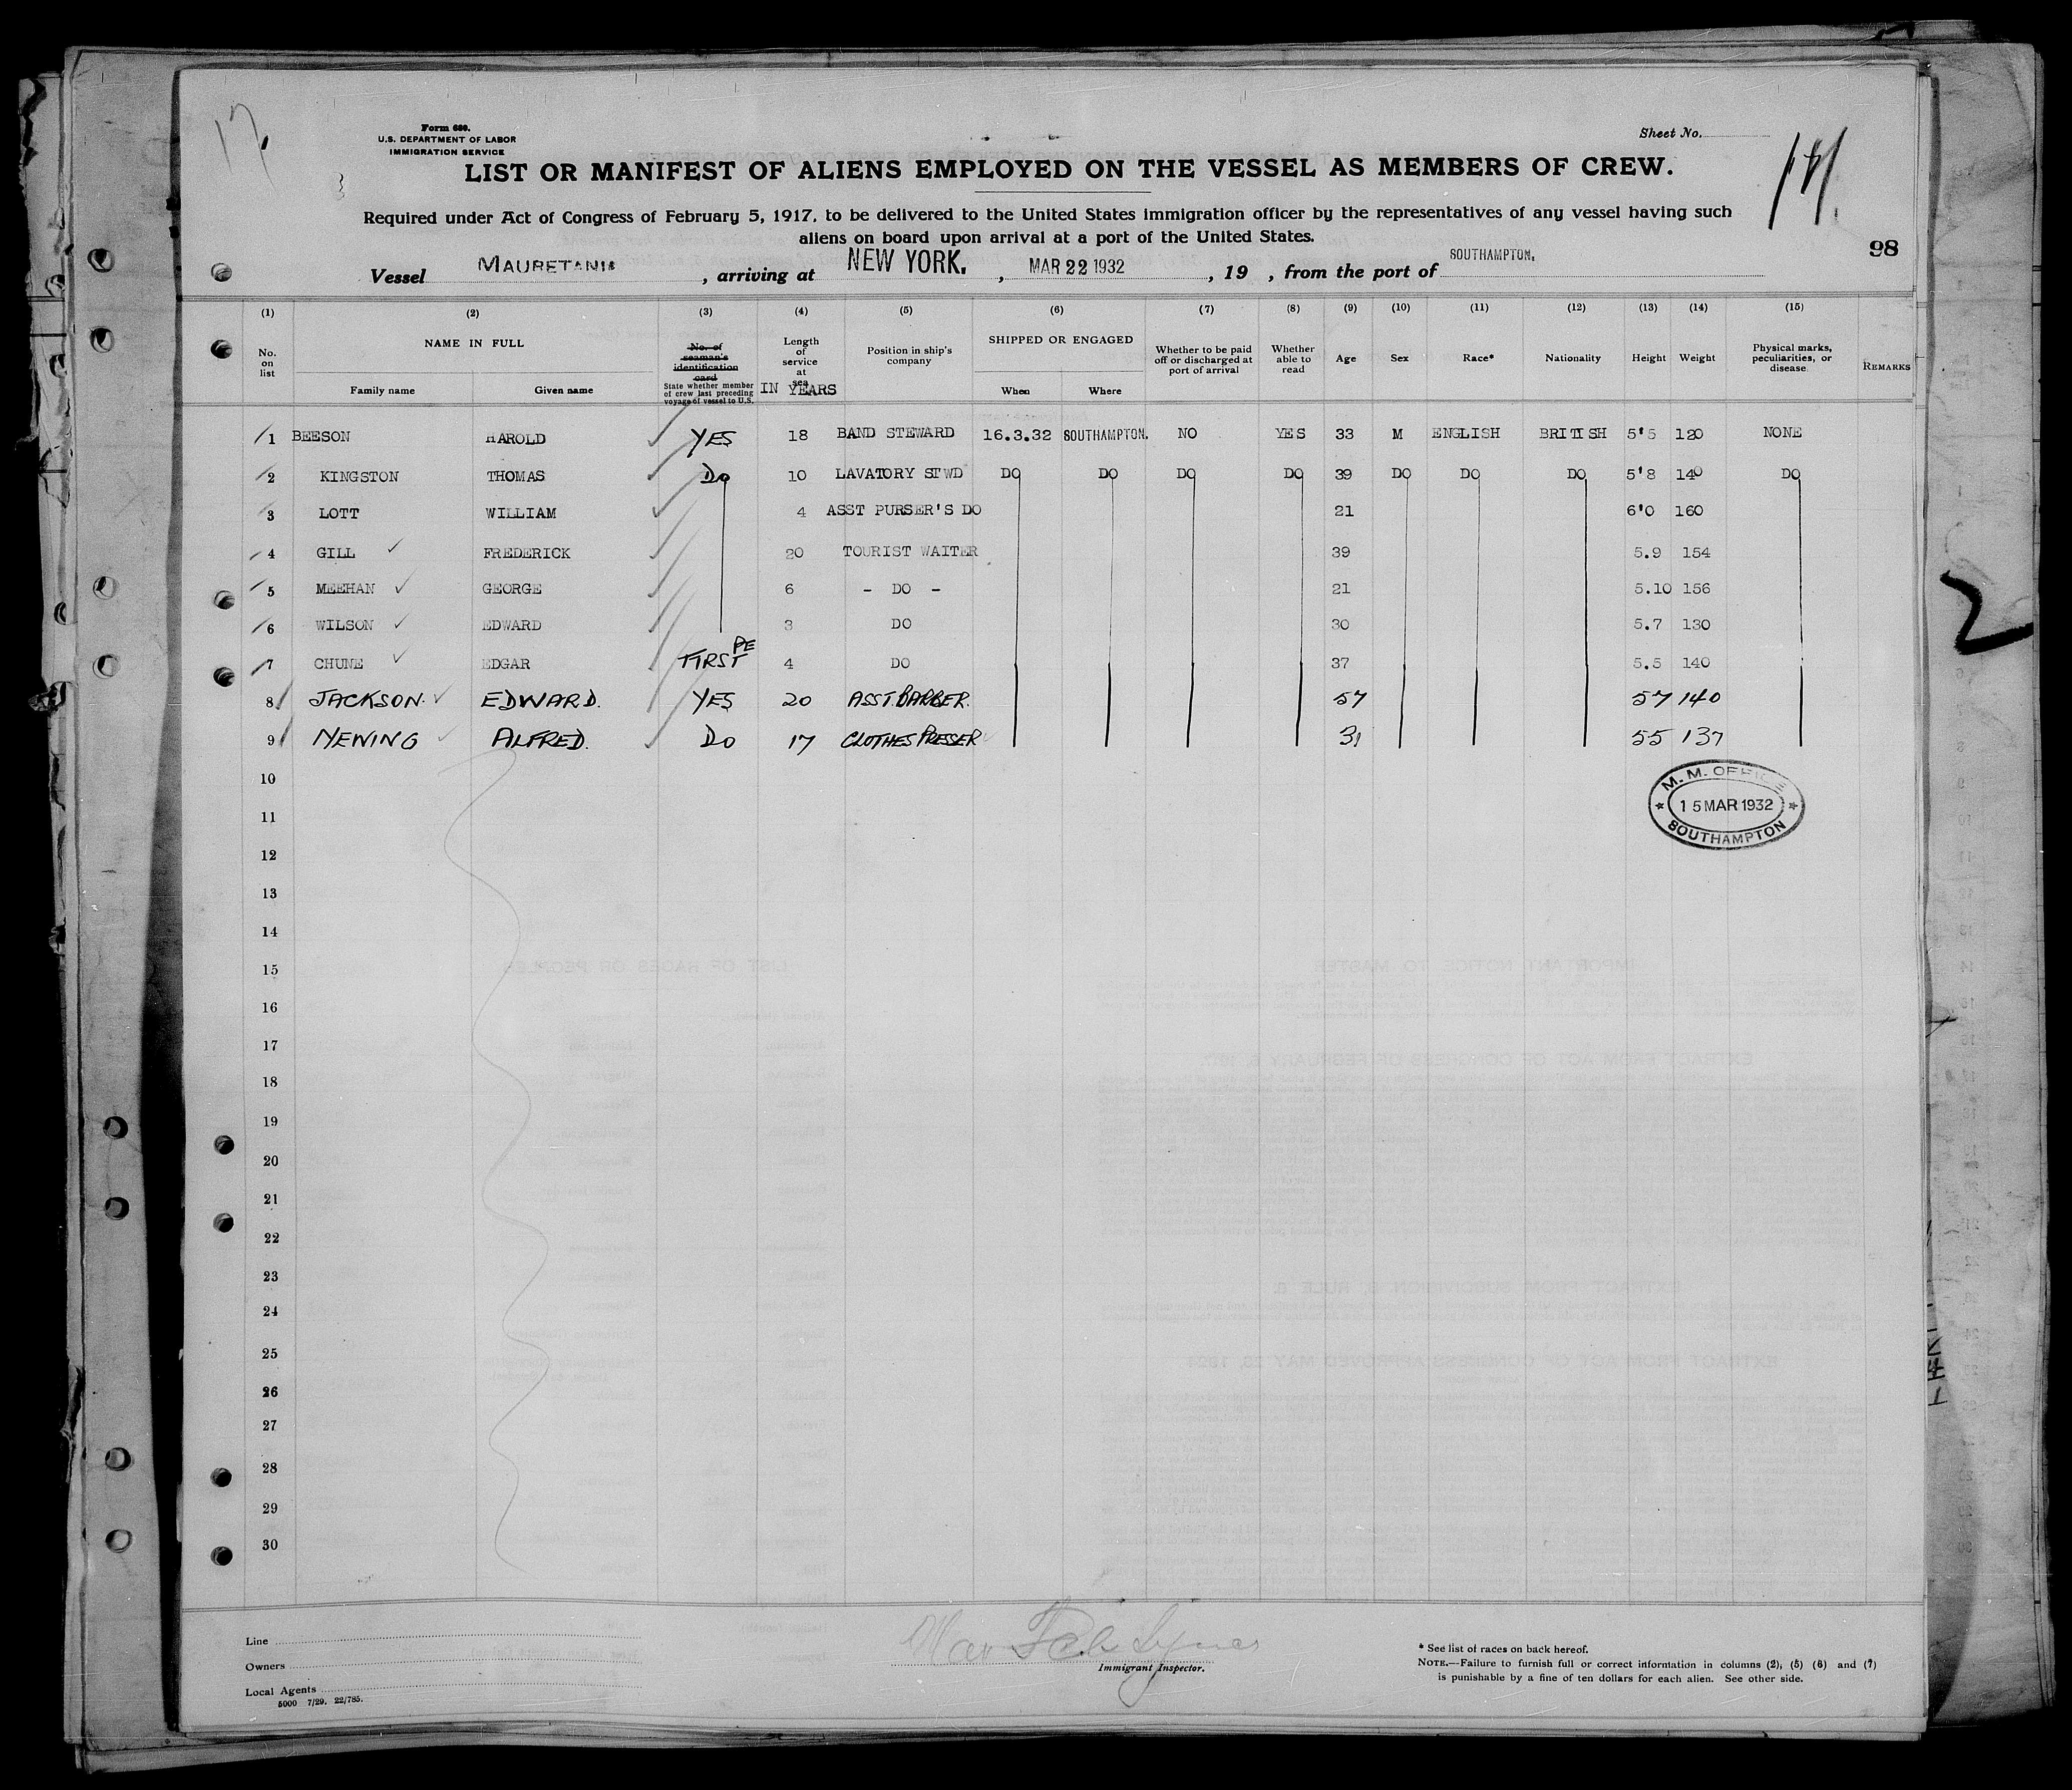 17
Form 680.
U.S. DEPARTMENT OF LABOR
IMMIGRATION SERVICE
Sheet No.
LIST OR MANIFEST OF ALIENS EMPLOYED ON THE VESSEL AS MEMBERS OF CREW.
Required under Act of Congress of February 5, 1917, to be delivered to the United States immigration officer by the representatives of any vessel having such
aliens on board upon arrival at a port of the United States.
98
Vessel MAURETANIA, arriving at NEW YORK, MAR 22 1932, 19 , from the port of SOUTHAMPTON.
(1) (2) (3) (4) (5) (6) (7) (8) (9) (10) (11) (12) (13) (14) (15)
No. on list NAME IN FULL Family name Given name No. of seaman's identification card State whether member of crew last preceding voyage of vessel to U.S. Length of service at sea IN YEARS Position in ship's company SHIPPED OR ENGAGED When Where Whether to be paid off or discharged at port of arrival Whether able to read Age Sex Race* Nationality Height Weight Physical marks, peculiarities, or disease REMARKS
1 BEESON HAROLD YES 18 BAND STEWARD 16.3.32 SOUTHAMPTON. NO YES 33 M ENGLISH BRITISH 5'5 120 NONE
2 KINGSTON THOMAS DO 10 LAVATORY STWD DO DO DO DO 39 DO DO DO 5'8 140 DO
3 LOTT WILLIAM 4 ASST PURSER'S DO 21 6'0 160
4 GILL FREDERICK 20 TOURIST WAITER 39 5.9 154
5 MEEHAN GEORGE 6 - DO - 21 5.10 156
6 WILSON EDWARD 3 DO 30 5.7 130
7 CHUNE EDGAR FIRST PE 4 DO 37 5.5 140
8 JACKSON. EDWARD. YES 20 ASST. BARBER. 57 57 140
9 NEWING ALFRED. DO 17 CLOTHES PRESSER 31 55 137
10
M. M. OFFICE
15 MAR 1932
SOUTHAMPTON
11
12
13
14
15
16
17
18
19
20
21
22
23
24
25
26
27
28
29
30
Line
Owners
Local Agents
5000 7/29. 22/785.
Immigrant Inspector.
* See list of races on back hereof.
NOTE.—Failure to furnish full or correct information in columns (2), (5) (6) and (7)
is punishable by a fine of ten dollars for each alien. See other side.